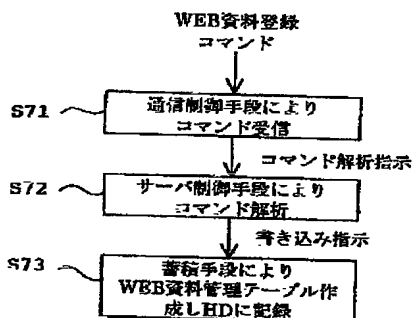 WEB資料登録
コマンド
S71
通信制御手段により
コマンド受信
コマンド解析指示
S72
サーバ制御手段により
コマンド解析
書き込み指示
S73
蓄積手段により
WEB資料管理テーブル作
成しHDに記録